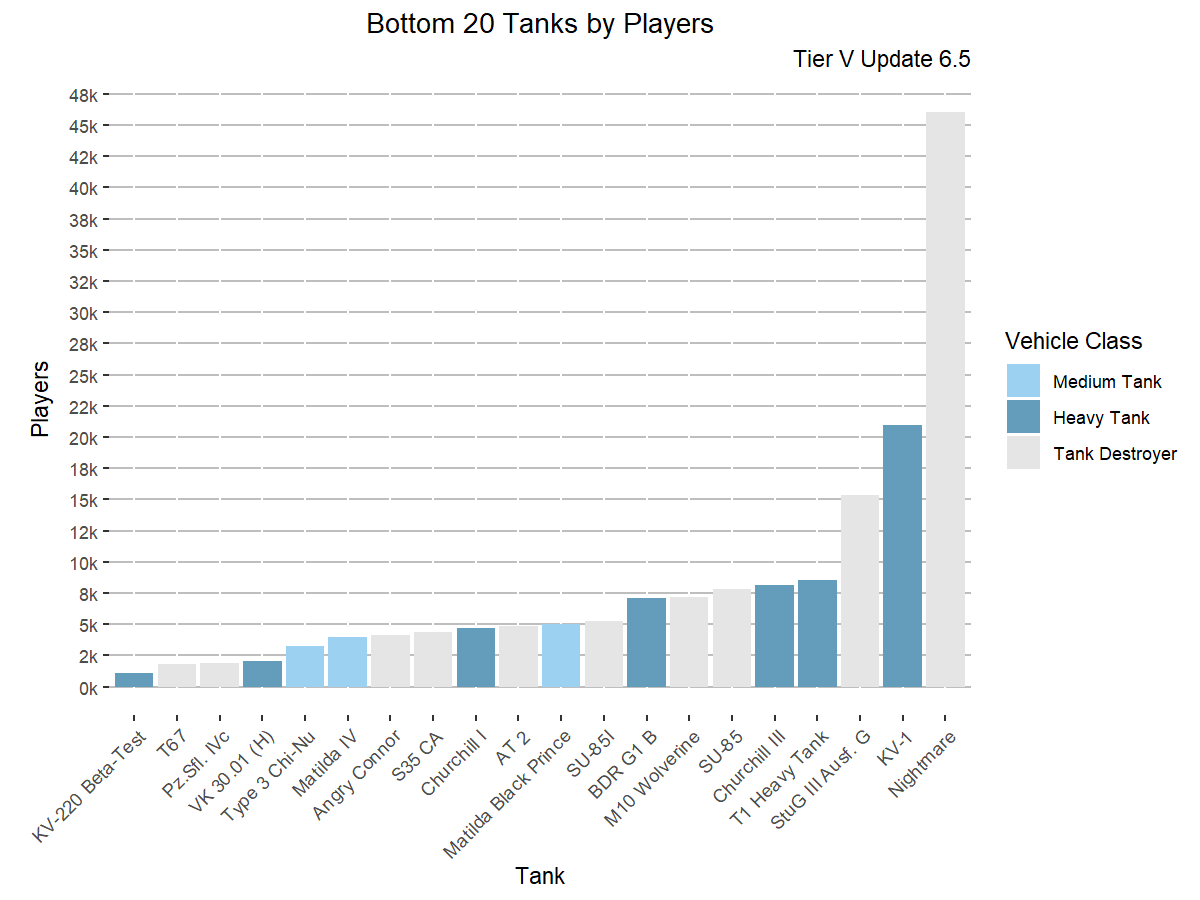 Bottom 20 Tanks by Players
Tier V Update 6.5
48k
45k
42k
40k
38k
35k
32k
30k
28k
25k
22k
20k
18k
15k
12k
10k
8k
5k
2k
0k
Players
KV-220 Beta-Test
T67
Pz.Sfl. IVc
VK 30.01 (H)
Type 3 Chi-Nu
Matilda IV
Angry Connor
S35 CA
Churchill I
AT 2
Matilda Black Prince
SU-85I
BDR G1 B
M10 Wolverine
SU-85
Churchill III
T1 Heavy Tank
StuG III Ausf. G
KV-1
Nightmare
Tank
Vehicle Class
Medium Tank
Heavy Tank
Tank Destroyer